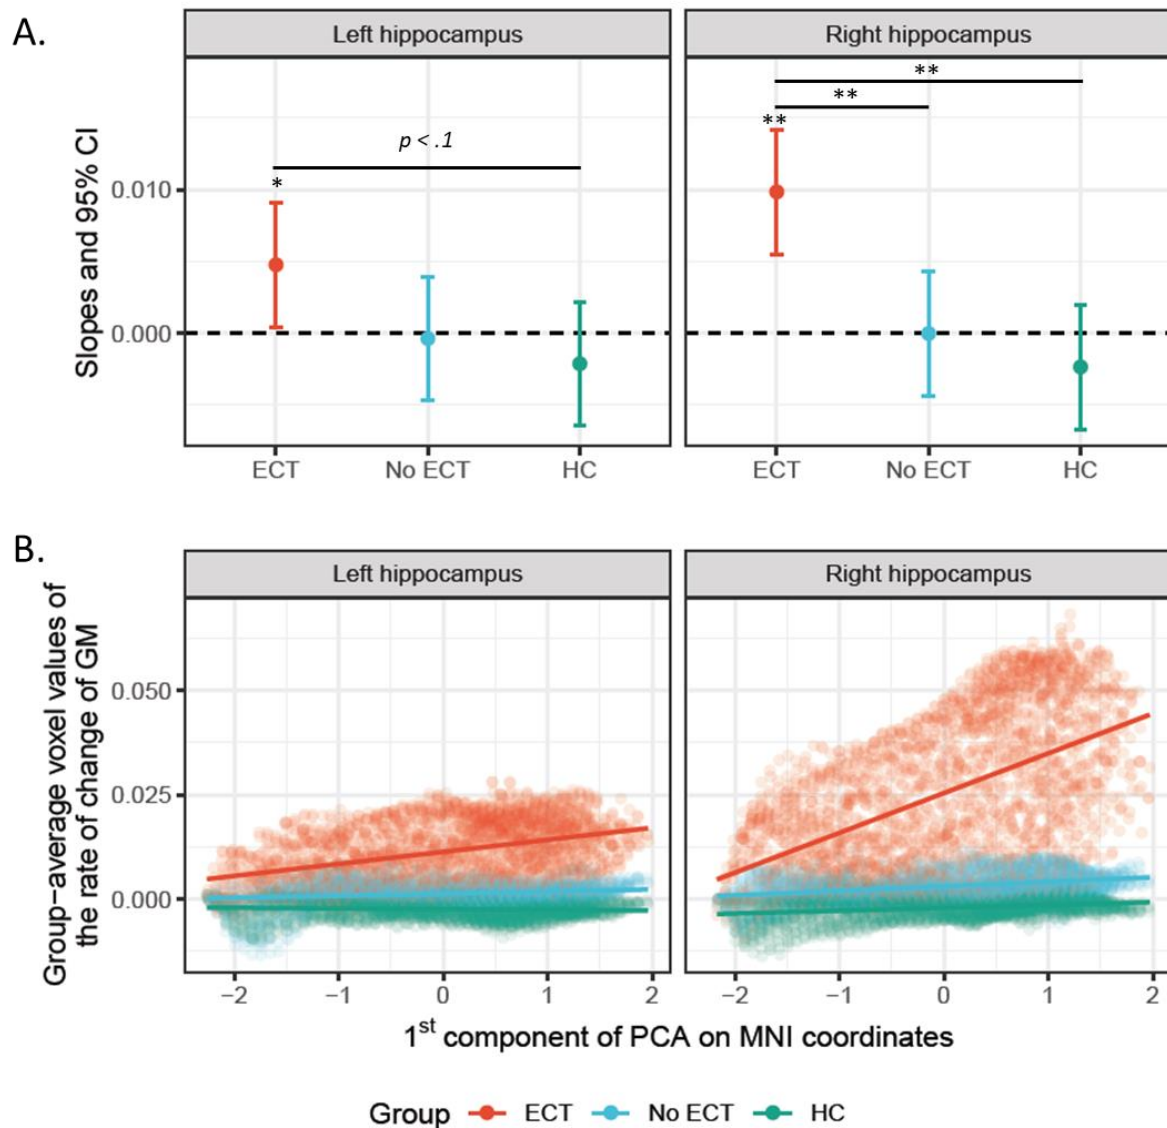 A.
Left hippocampus
Right hippocampus
Slopes and 95% CI
0.010
0.000
p < .1
*
**
**
**
ECT
No ECT
HC
ECT
No ECT
HC
B.
Left hippocampus
Right hippocampus
Group-average voxel values of
the rate of change of GM
0.050
0.025
0.000
−2
−1
0
1
2
−2
−1
0
1
2
1st component of PCA on MNI coordinates
Group ECT No ECT HC